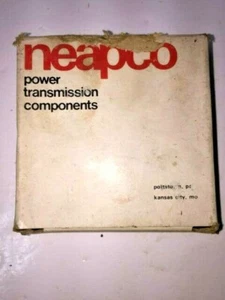 neapco
power
transmission
components
kansas city, mo